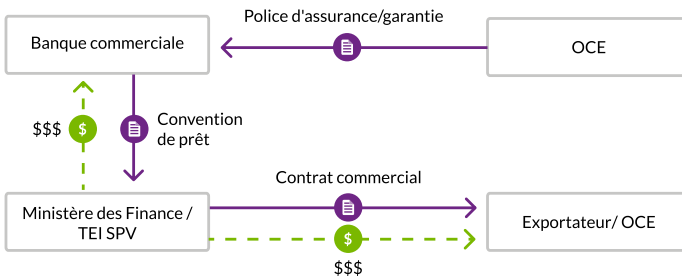 Police d'assurance/garantie
Banque commerciale
OCE
$$$
$
Convention
de prêt
Contrat commercial
Ministère des Finance /
TEI SPV
Exportateur/ OCE
$
$$$